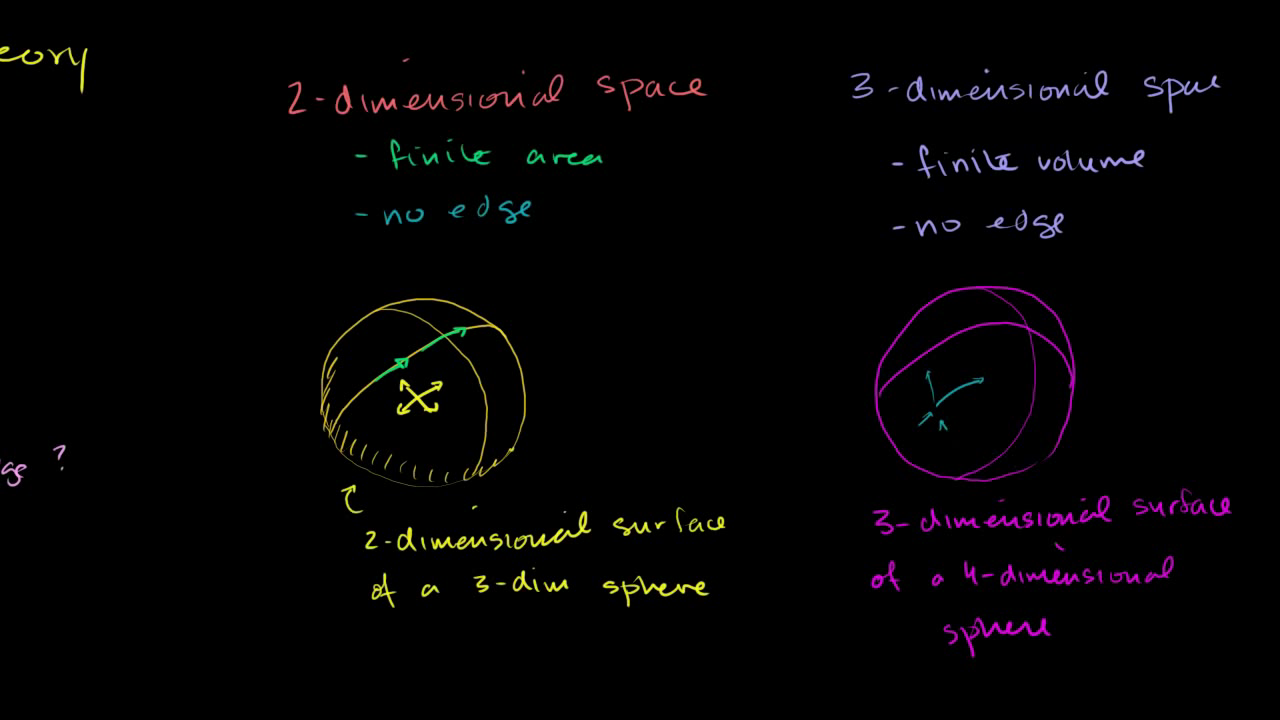 eory
2-dimensional space
- finite area
- no edge
3-dimensional space
- finite volume
- no edge
ge ?
2-dimensional surface
of a 3-dim sphere
3-dimensional surface
of a 4-dimensional
sphere